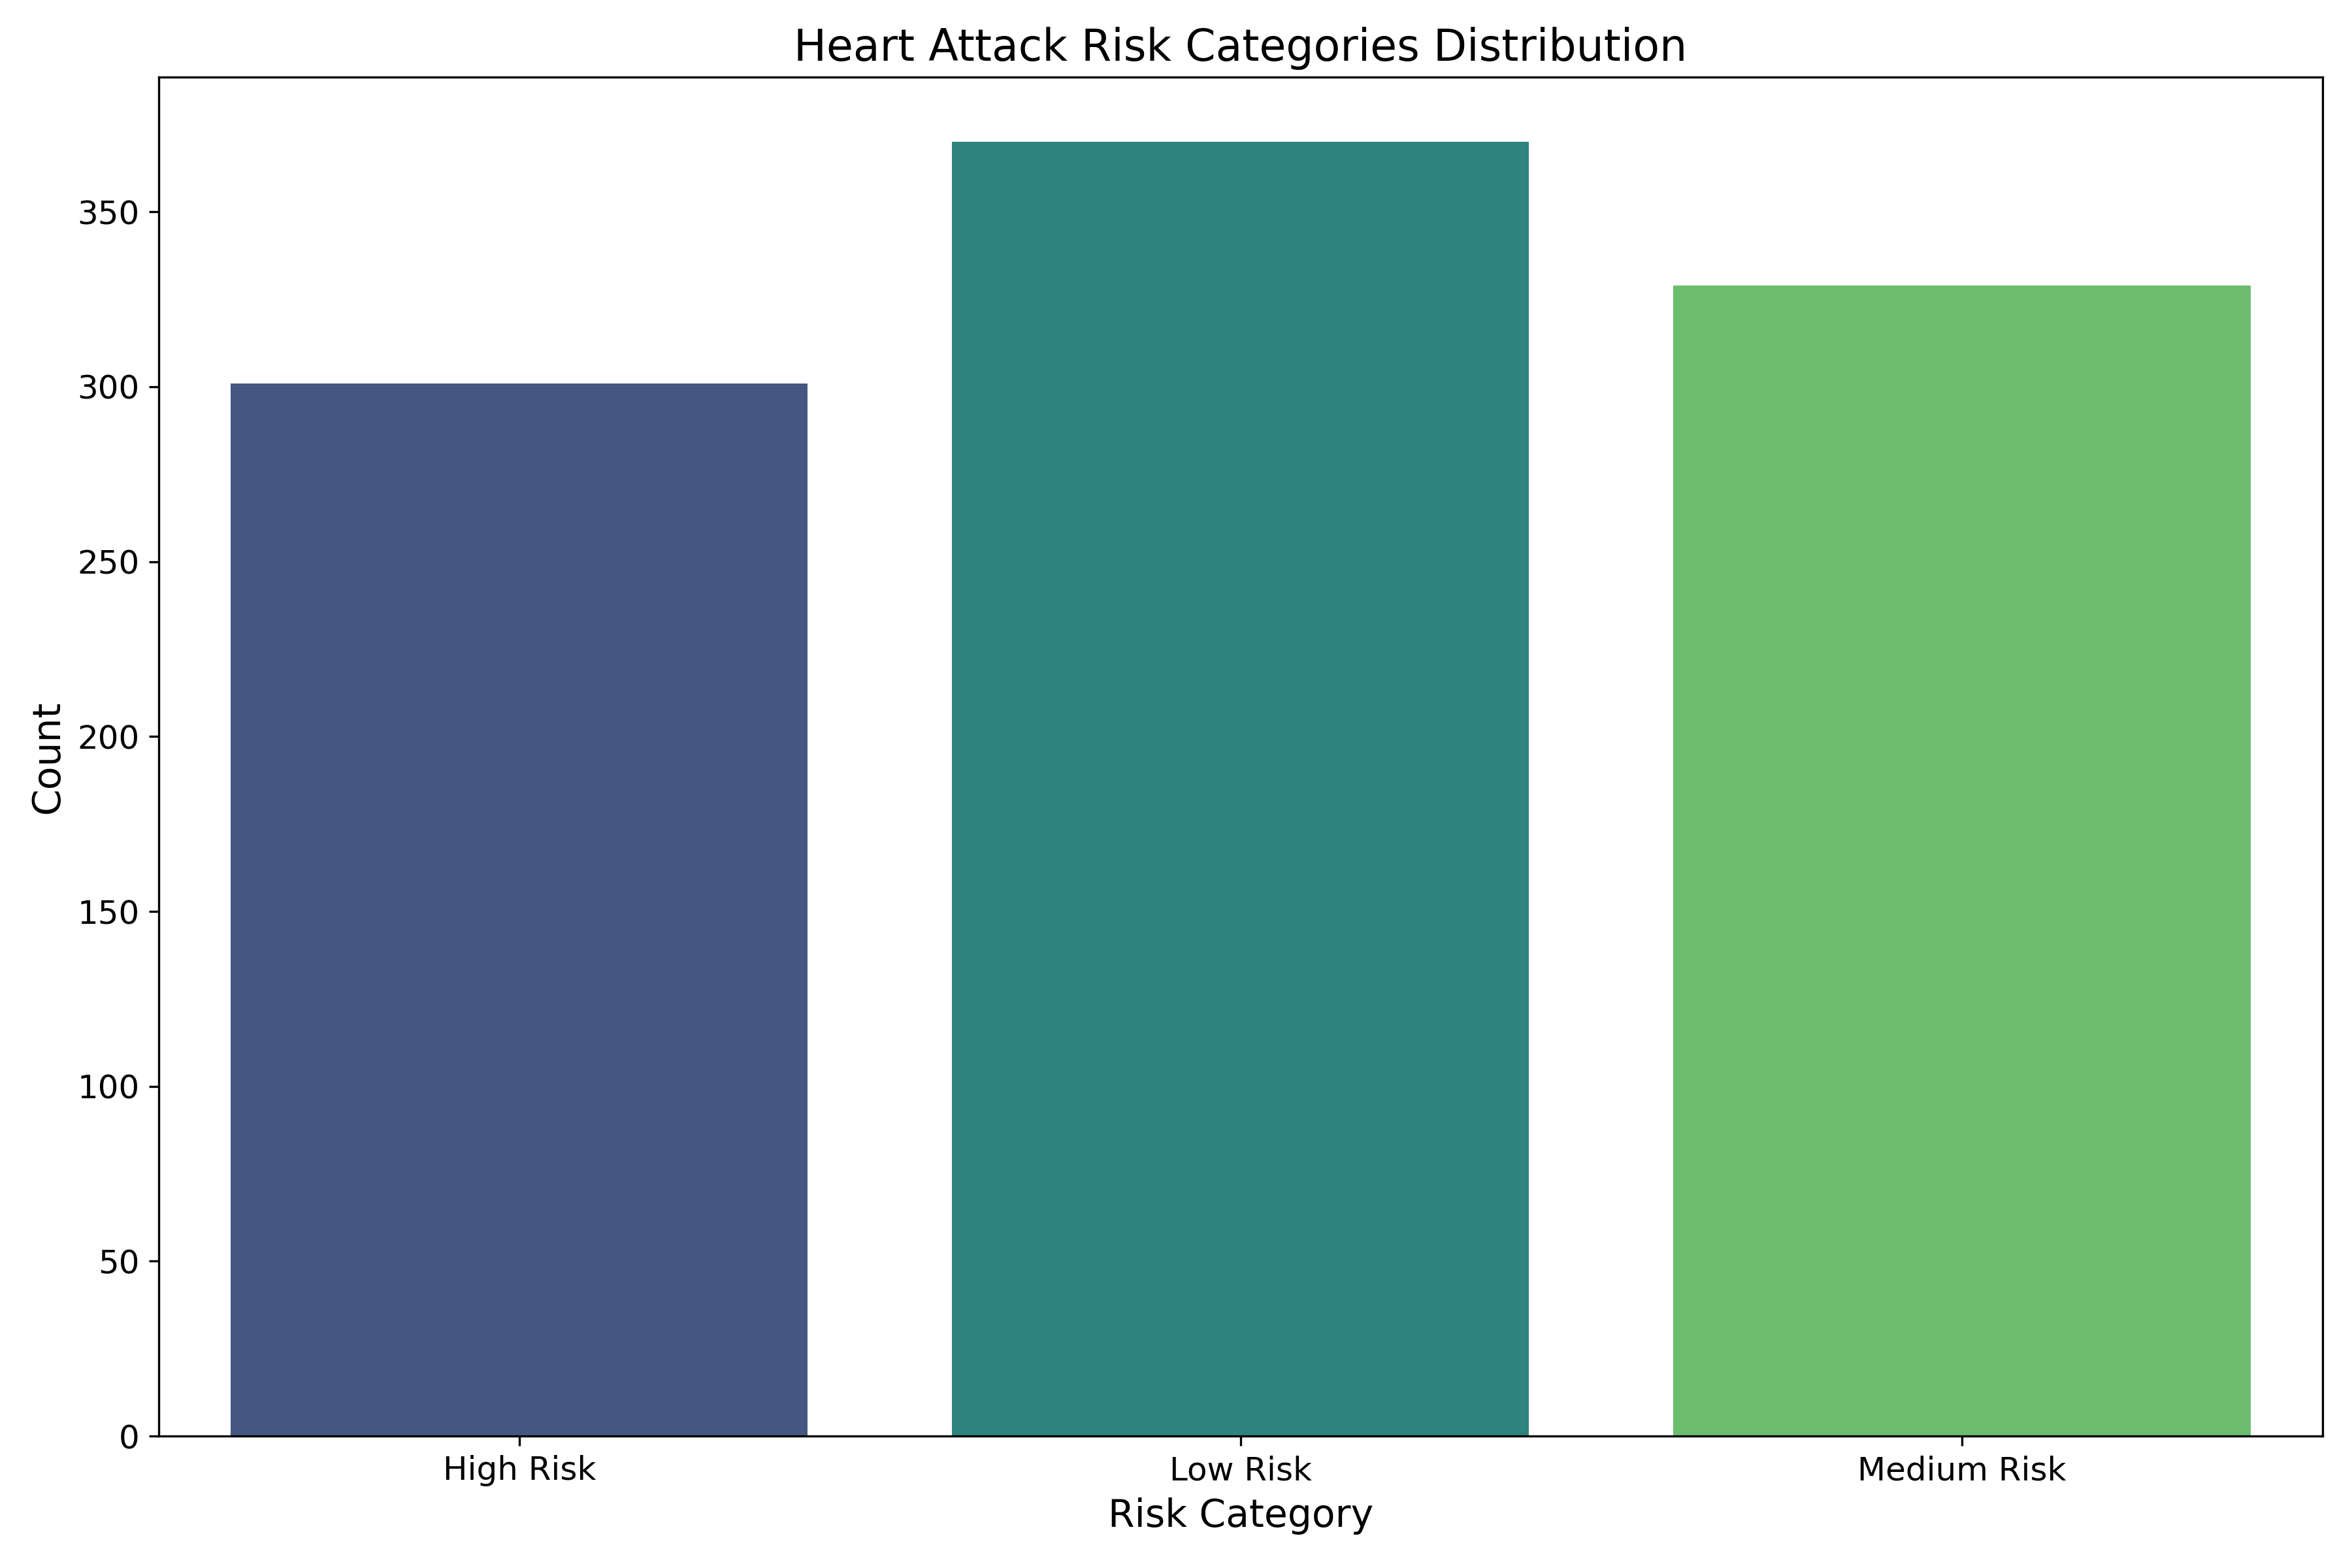 Heart Attack Risk Categories Distribution
Count
350
300
250
200
150
100
50
0
High Risk
Low Risk
Medium Risk
Risk Category